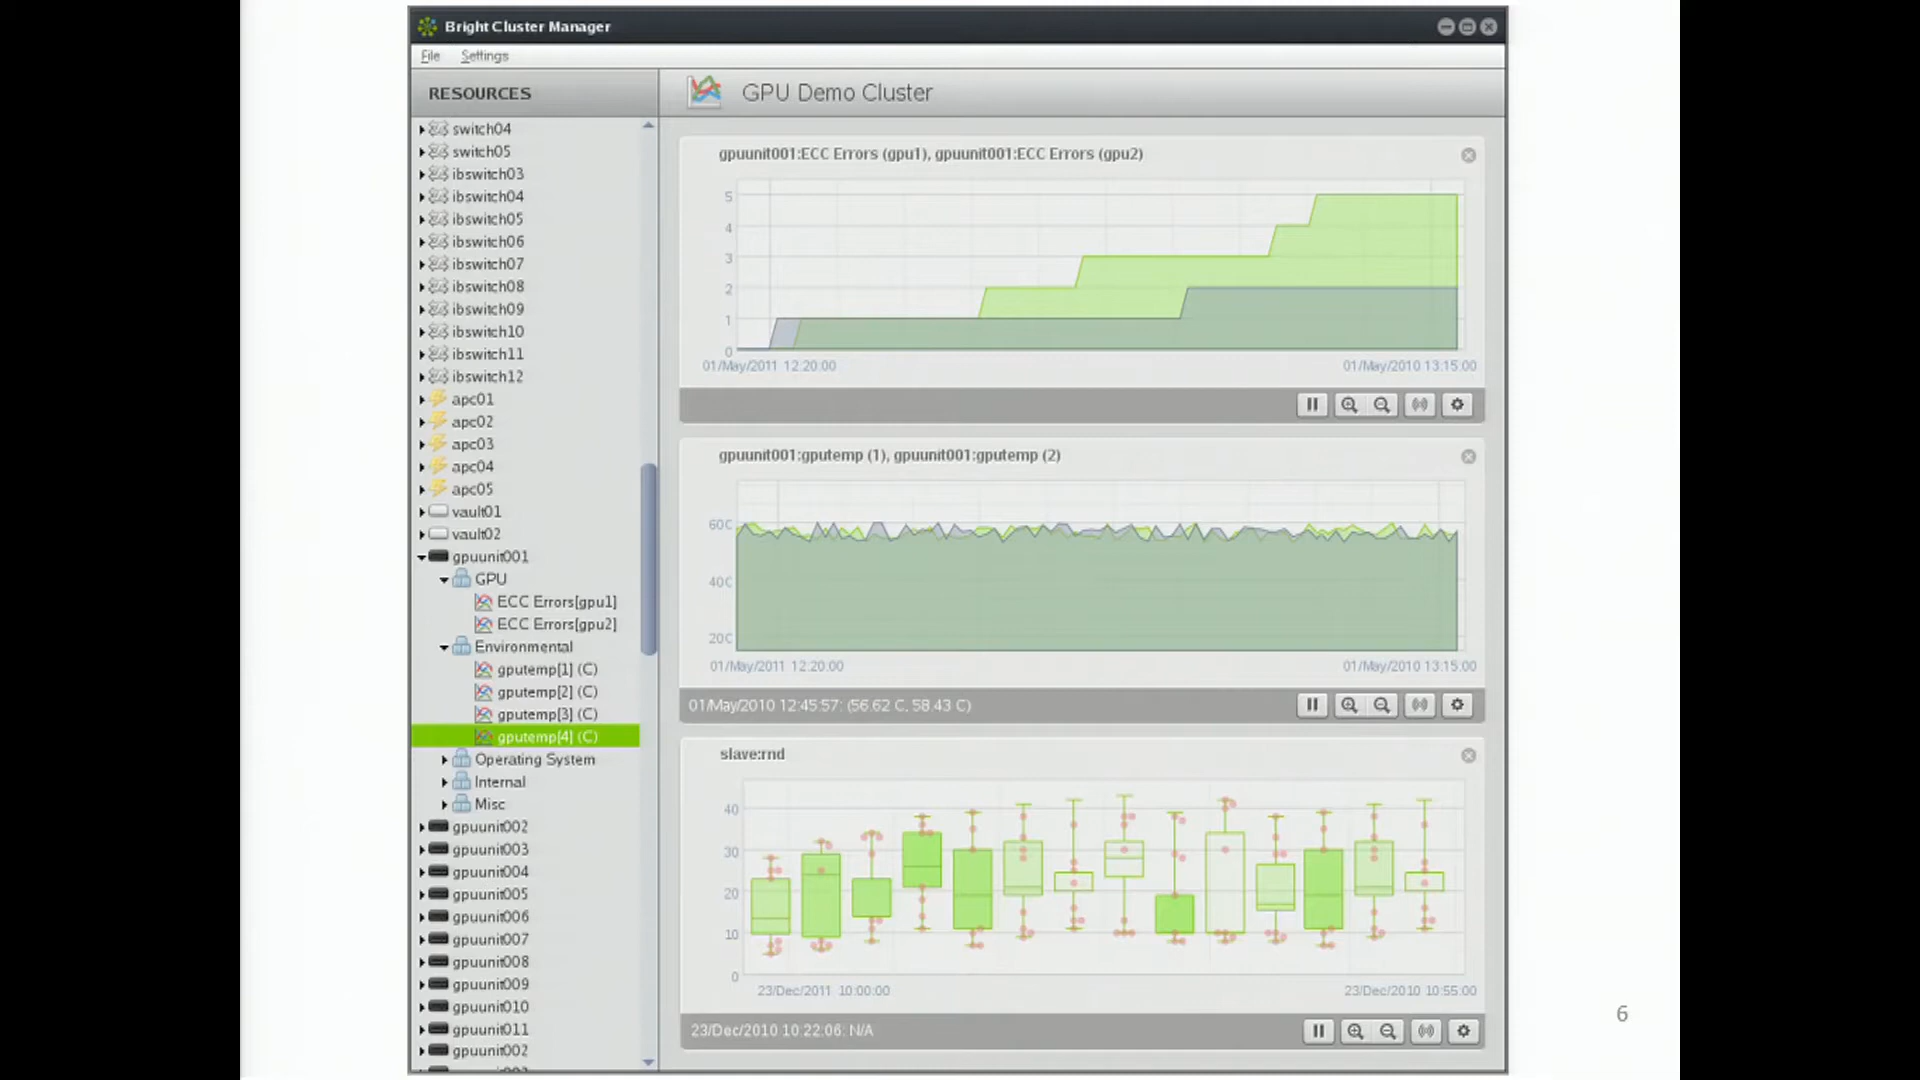 Bright Cluster Manager
File Settings
RESOURCES
GPU Demo Cluster
switch04
switch05
ibswitch03
ibswitch04
ibswitch05
ibswitch06
ibswitch07
ibswitch08
ibswitch09
ibswitch10
ibswitch11
ibswitch12
apc01
apc02
apc03
apc04
apc05
vault01
vault02
gpuunit001
GPU
ECC Errors[gpu1]
ECC Errors[gpu2]
Environmental
gputemp[1] (C)
gputemp[2] (C)
gputemp[3] (C)
gputemp[4] (C)
Operating System
Internal
Misc
gpuunit002
gpuunit003
gpuunit004
gpuunit005
gpuunit006
gpuunit007
gpuunit008
gpuunit009
gpuunit010
gpuunit011
gpuunit002
gpuunit001:ECC Errors (gpu1), gpuunit001:ECC Errors (gpu2)
5
4
3
2
1
0
01/May/2011 12:20:00 01/May/2010 13:15:00
gpuunit001:gputemp (1), gpuunit001:gputemp (2)
60C
40C
20C
01/May/2011 12:20:00 01/May/2010 13:15:00
01/May/2010 12:45:57: (56.62 C, 58.43 C)
slave:rnd
40
30
20
10
0
23/Dec/2011 10:00:00 23/Dec/2010 10:55:00
23/Dec/2010 10:22:06: N/A
6